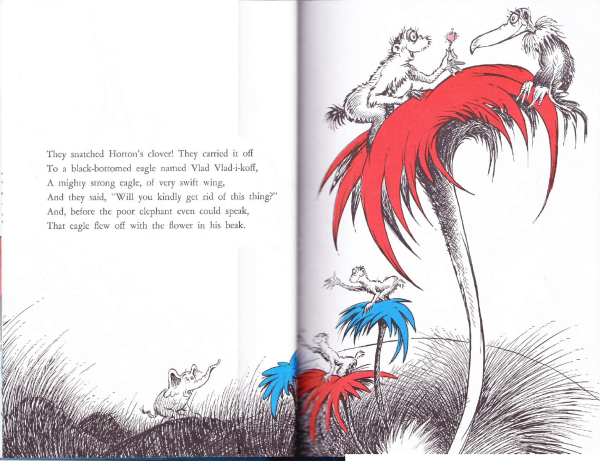 They snatched Horton's clover! They carried it off
To a black-bottomed eagle named Vlad Vlad-i-koff,
A mighty strong eagle, of very swift wing,
And they said, "Will you kindly get rid of this thing?"
And, before the poor elephant even could speak,
That eagle flew off with the flower in his beak.